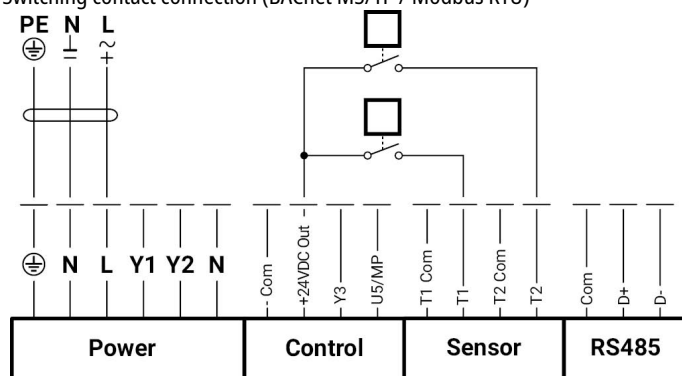 Switching contact connection (BACnet MS/TP / Modbus RTU)
PE N L
N L Y1 Y2 N
- Com
+24VDC Out
Y3
U5/MP
T1 Com
T1
T2 Com
T2
Com
D+
D-
Power Control Sensor RS485